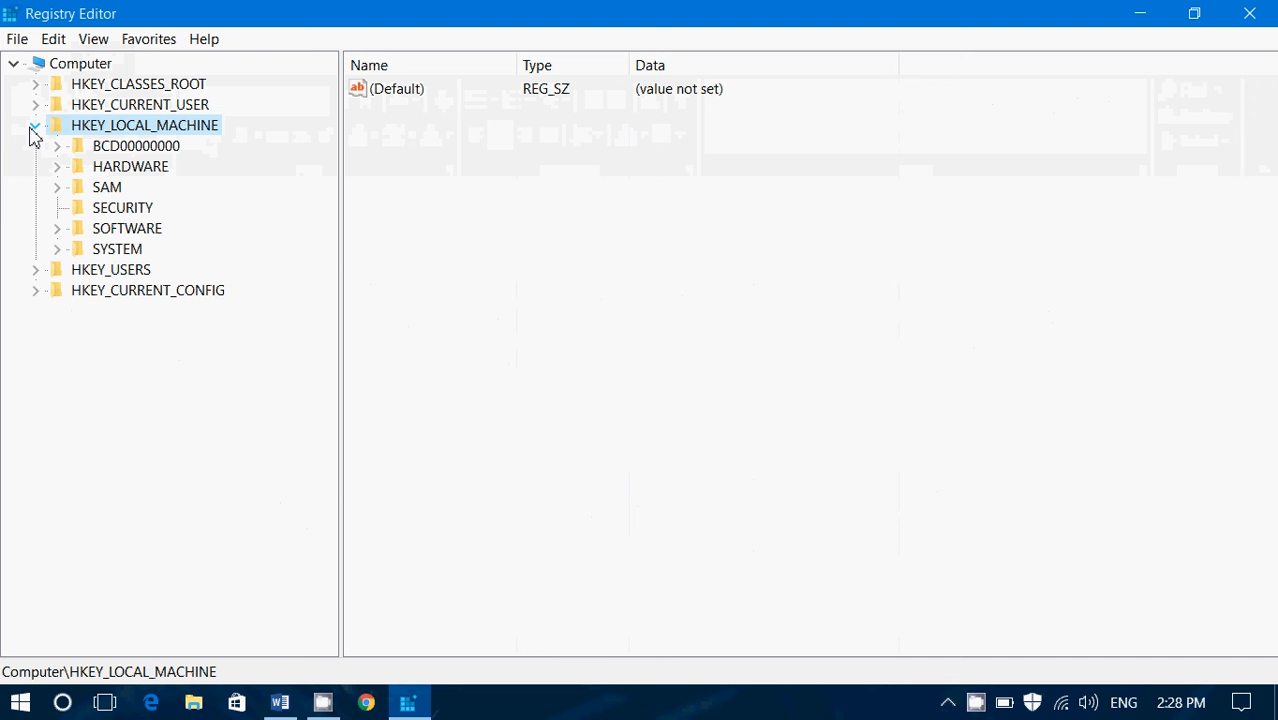 Registry Editor
File Edit View Favorites Help
Computer
HKEY_CLASSES_ROOT
HKEY_CURRENT_USER
HKEY_LOCAL_MACHINE
BCD00000000
HARDWARE
SAM
SECURITY
SOFTWARE
SYSTEM
HKEY_USERS
HKEY_CURRENT_CONFIG
Name Type Data
ab (Default) REG_SZ (value not set)
Computer\HKEY_LOCAL_MACHINE
ENG 2:28 PM